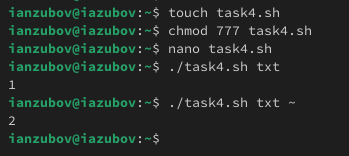 ianzubov@iazubov:~$ touch task4.sh
ianzubov@iazubov:~$ chmod 777 task4.sh
ianzubov@iazubov:~$ nano task4.sh
ianzubov@iazubov:~$ ./task4.sh txt
1
ianzubov@iazubov:~$ ./task4.sh txt ~
2
ianzubov@iazubov:~$